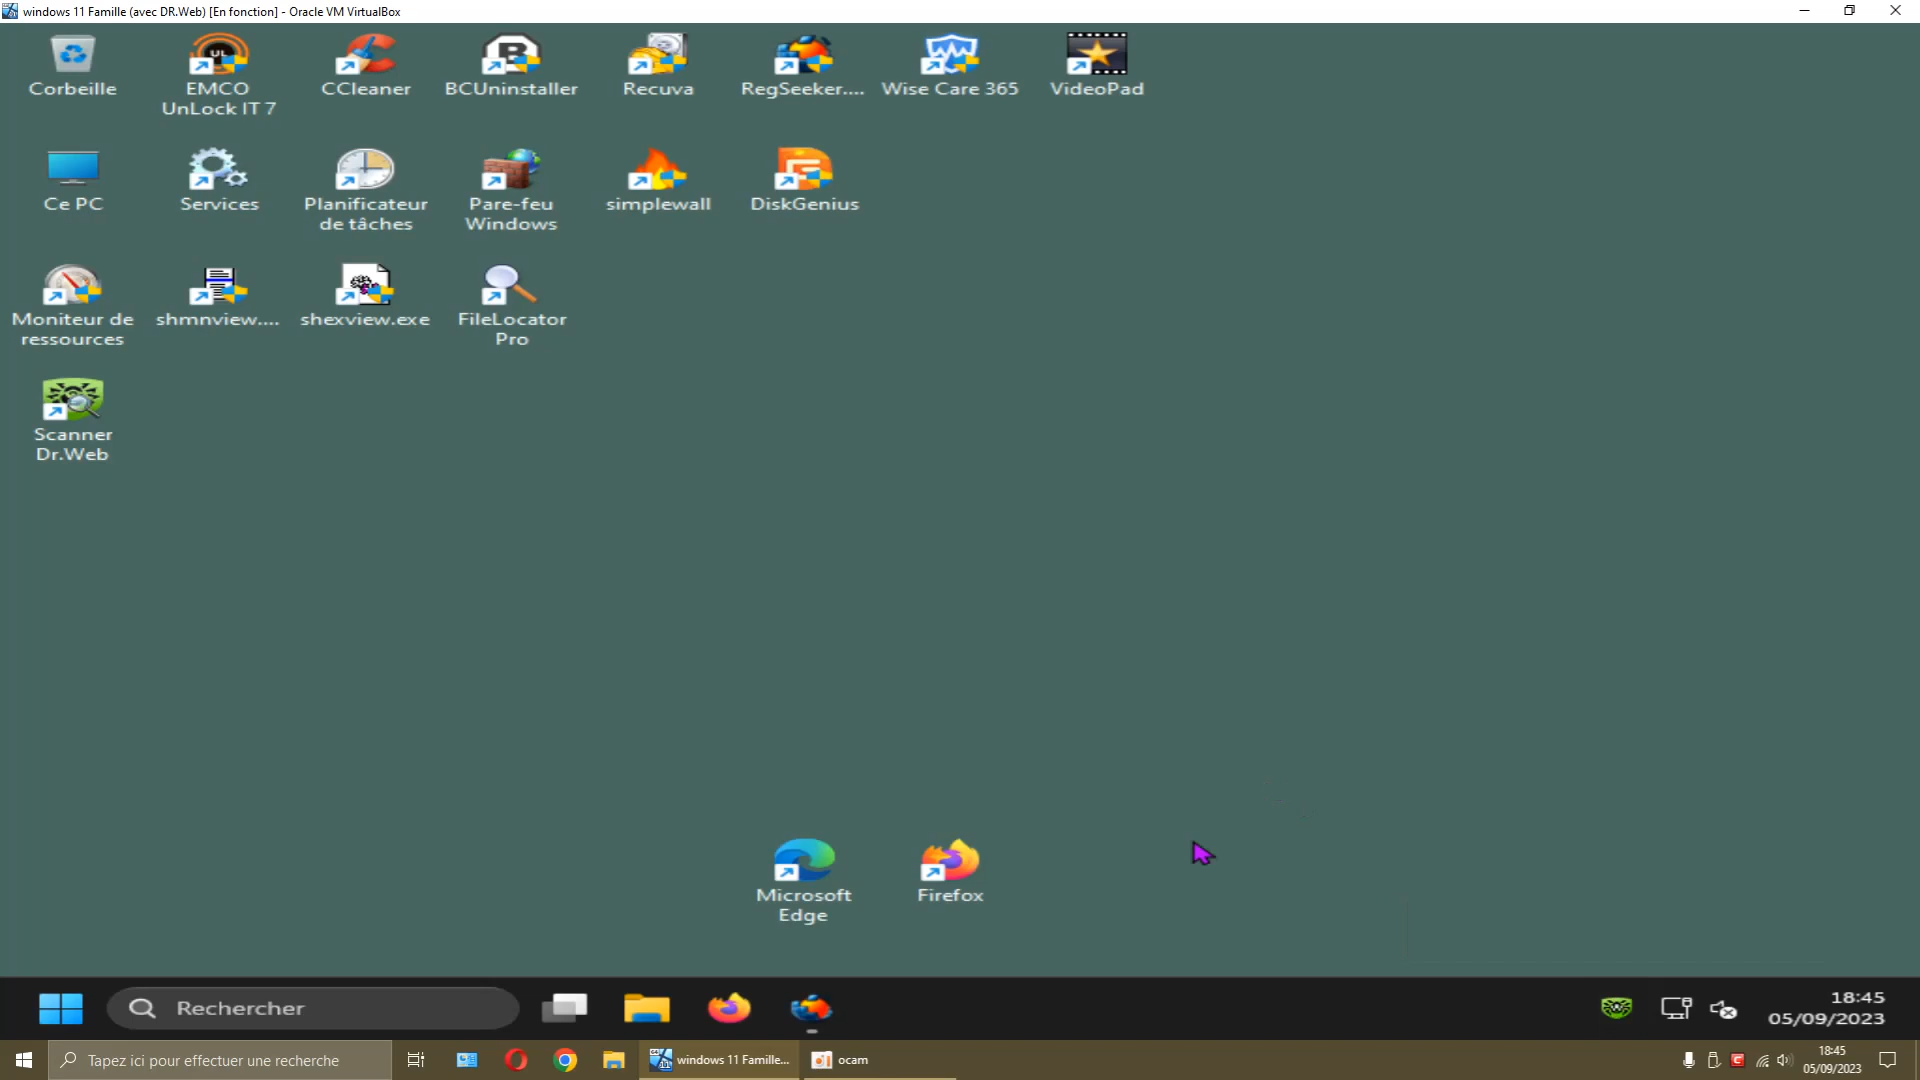 windows 11 Famille (avec DR.Web) [En fonction] - Oracle VM VirtualBox
Corbeille
EMCO
UnLock IT 7
CCleaner
BCUninstaller
Recuva
RegSeeker....
Wise Care 365
VideoPad
Ce PC
Services
Planificateur
de tâches
Pare-feu
Windows
simplewall
DiskGenius
Moniteur de
ressources
shmnview....
shexview.exe
FileLocator
Pro
Scanner
Dr.Web
Microsoft
Edge
Firefox
Rechercher
18:45
05/09/2023
Tapez ici pour effectuer une recherche
windows 11 Famille...
ocam
18:45
05/09/2023